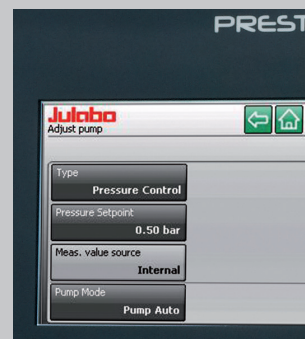 PREST
Julabo
Adjust pump
Type
Pressure Control
Pressure Setpoint
0.50 bar
Meas. value source
Internal
Pump Mode
Pump Auto